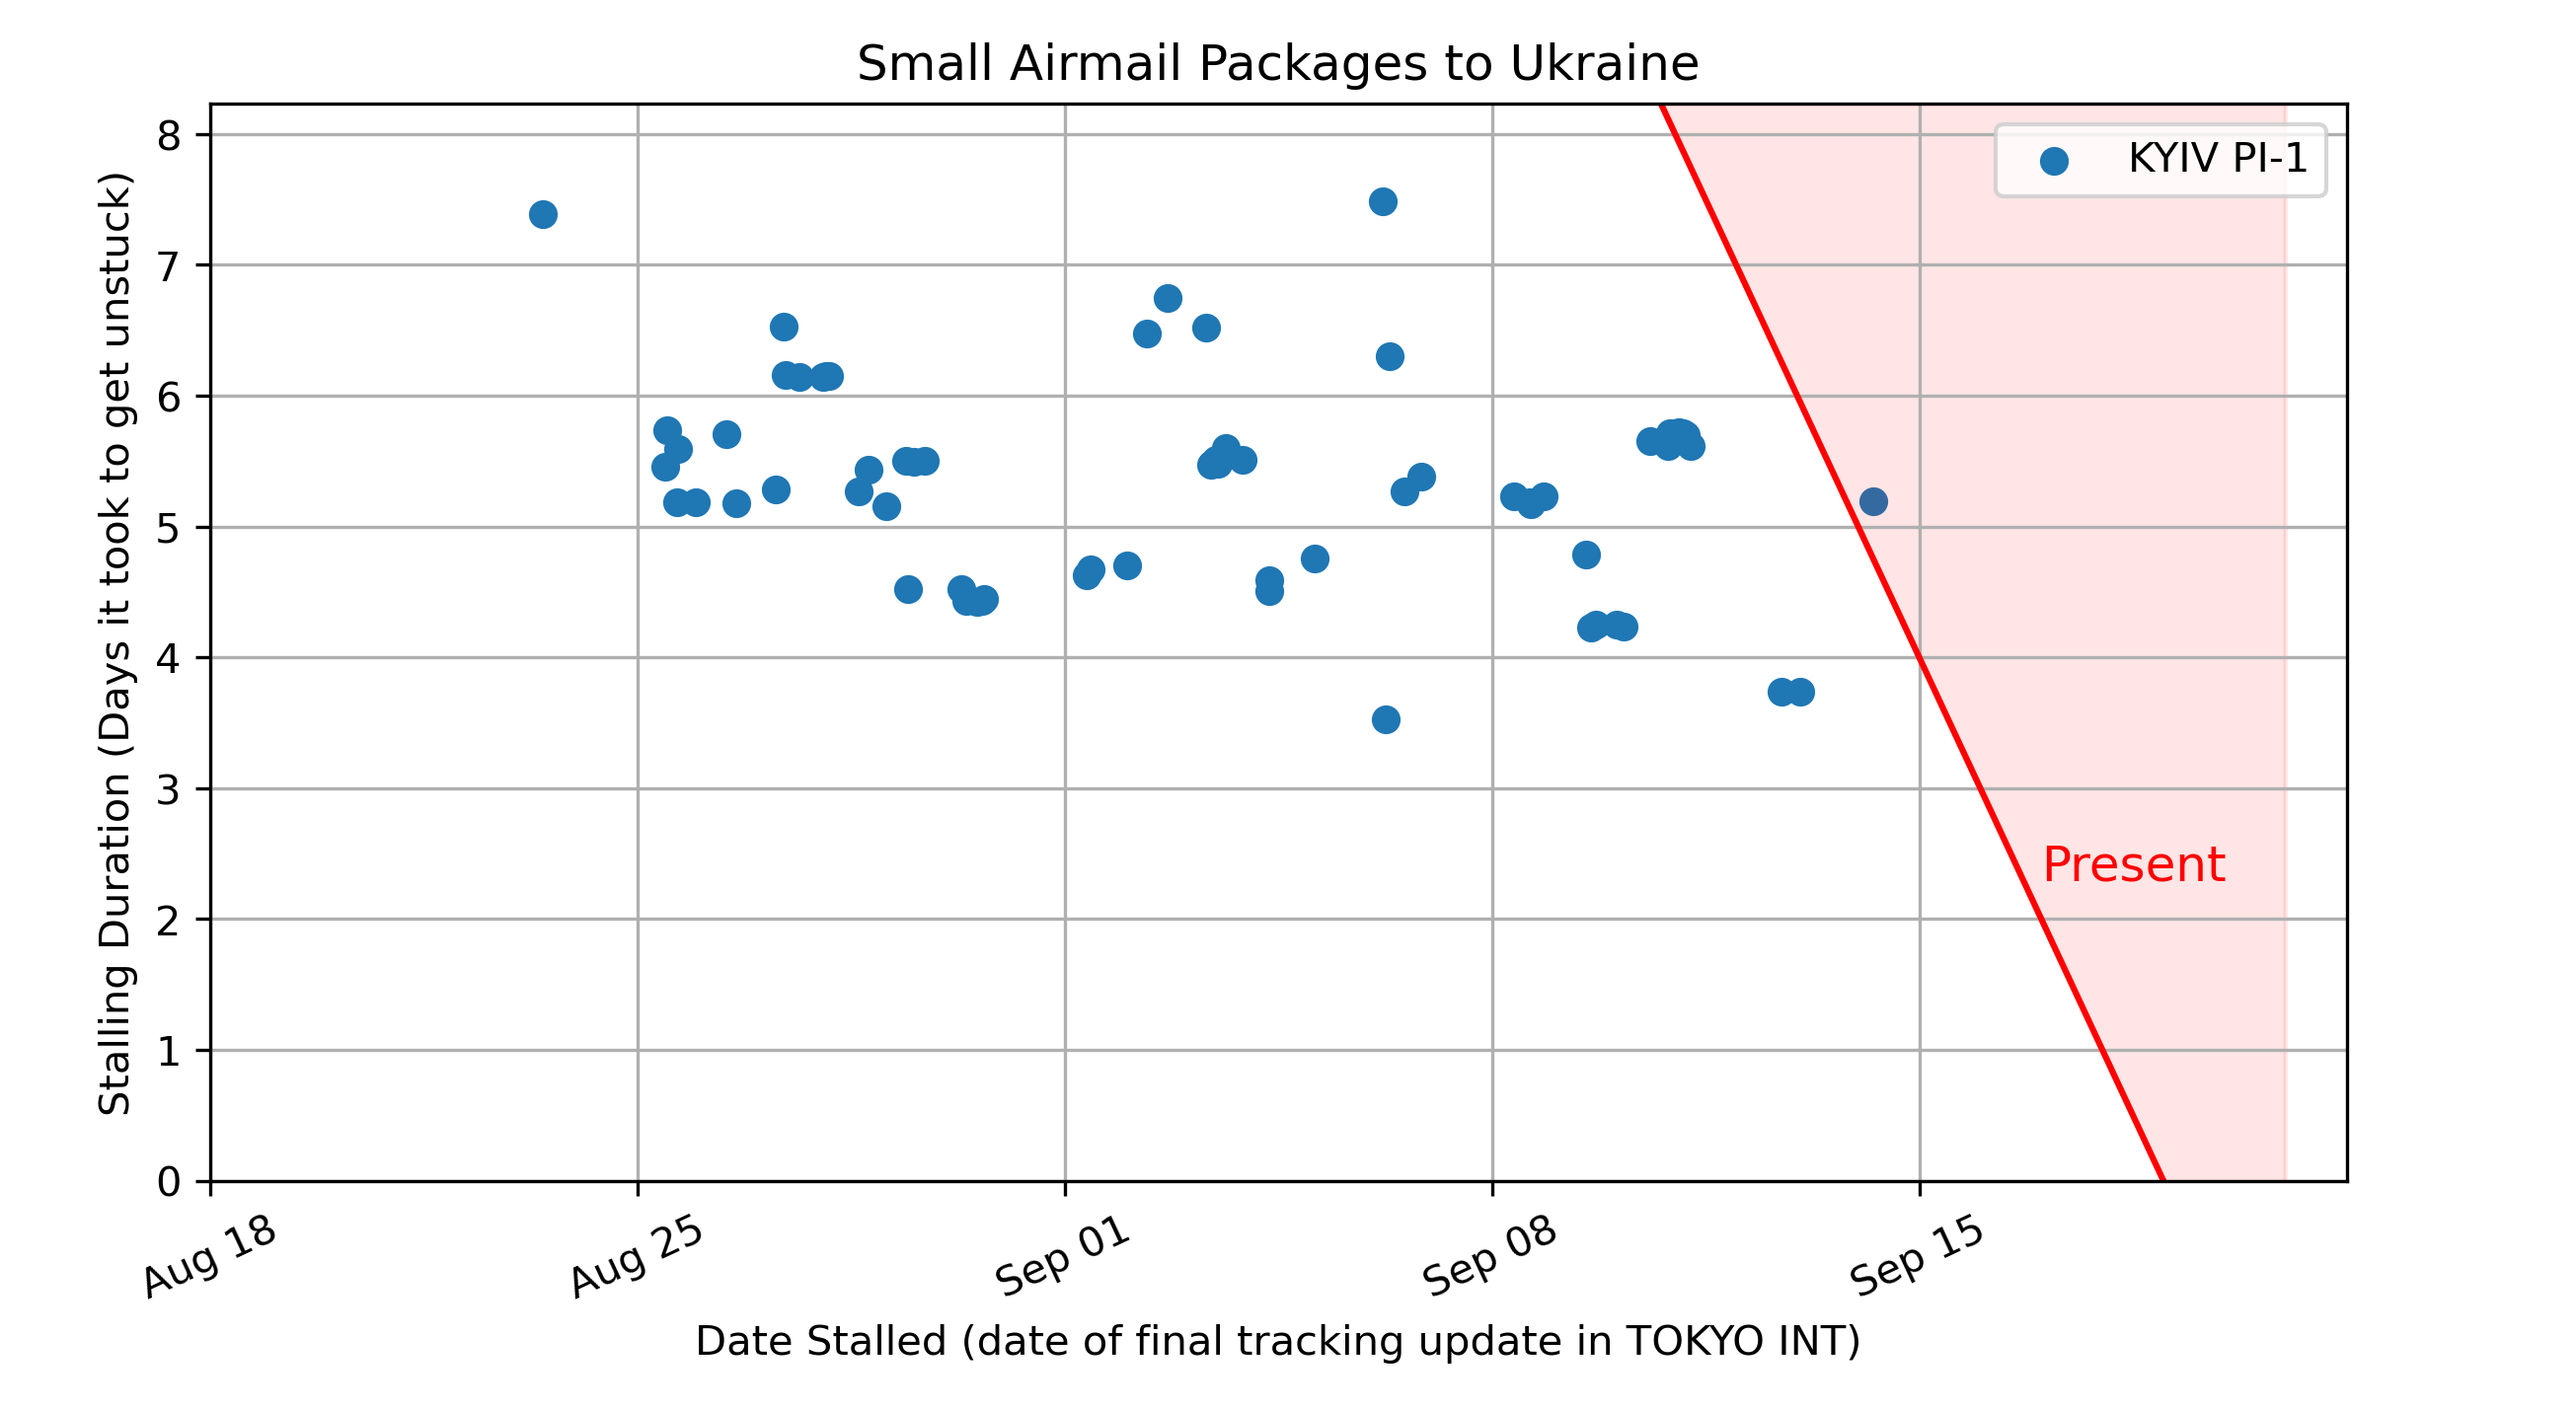 Small Airmail Packages to Ukraine
KYIV PI-1
Stalling Duration (Days it took to get unstuck)
8
7
6
5
4
3
2
1
0
Present
Aug 18
Aug 25
Sep 01
Sep 08
Sep 15
Date Stalled (date of final tracking update in TOKYO INT)